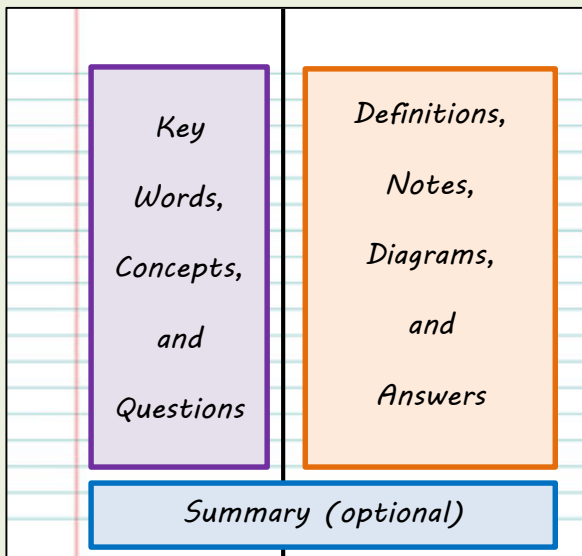 Key
Words,
Concepts,
and
Questions
Definitions,
Notes,
Diagrams,
and
Answers
Summary (optional)